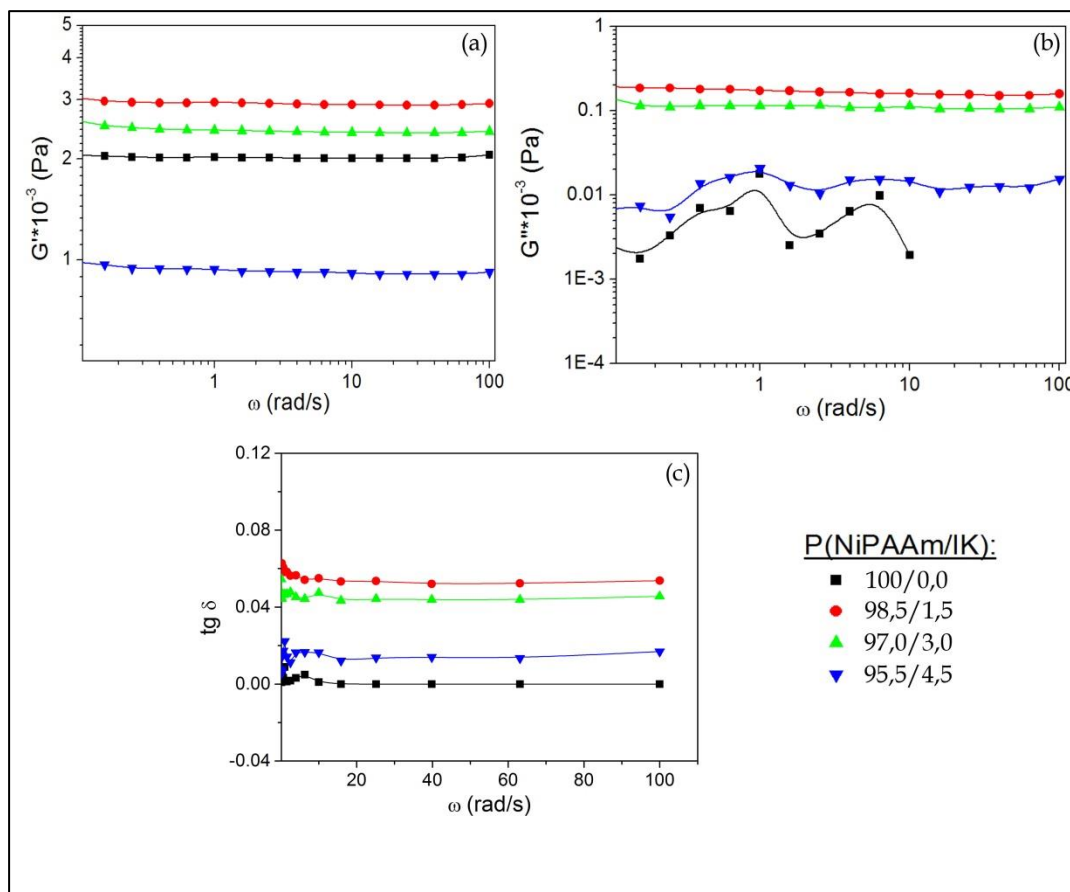 (a)
5
4
3
2
1
G'*10⁻³ (Pa)
1
10
100
ω (rad/s)
(b)
1
0.1
0.01
1E-3
1E-4
G''*10⁻³ (Pa)
1
10
100
ω (rad/s)
(c)
0.12
0.08
0.04
0.00
-0.04
tg δ
20
40
60
80
100
ω (rad/s)
P(NiPAAm/IK):
100/0,0
98,5/1,5
97,0/3,0
95,5/4,5